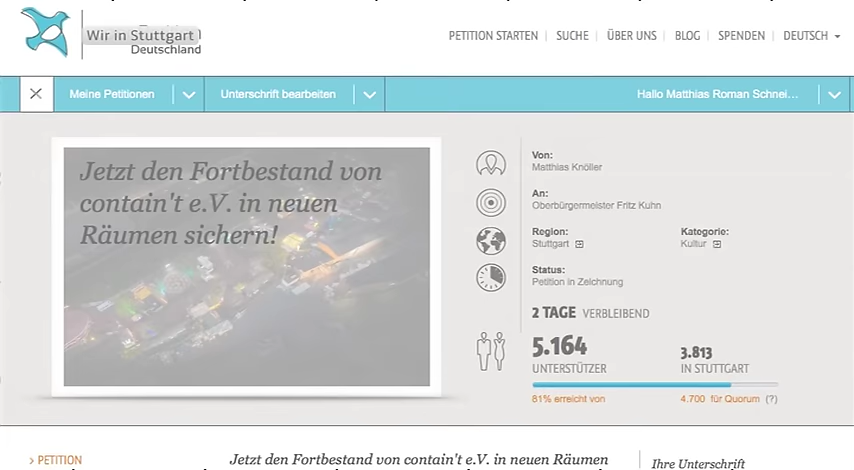 Wir in Stuttgart
Deutschland
PETITION STARTEN | SUCHE | ÜBER UNS | BLOG | SPENDEN | DEUTSCH
Meine Petitionen
Unterschrift bearbeiten
Hallo Matthias Roman Schnei...
Jetzt den Fortbestand von
contain't e.V. in neuen
Räumen sichern!
Von:
Matthias Knöller
An:
Oberbürgermeister Fritz Kuhn
Region:
Stuttgart
Kategorie:
Kultur
Status:
Petition in Zeichnung
2 TAGE VERBLEIBEND
5.164
UNTERSTÜTZER
3.813
IN STUTTGART
81% erreicht von
4.700 für Quorum (?)
> PETITION
Jetzt den Fortbestand von contain't e.V. in neuen Räumen
Ihre Unterschrift